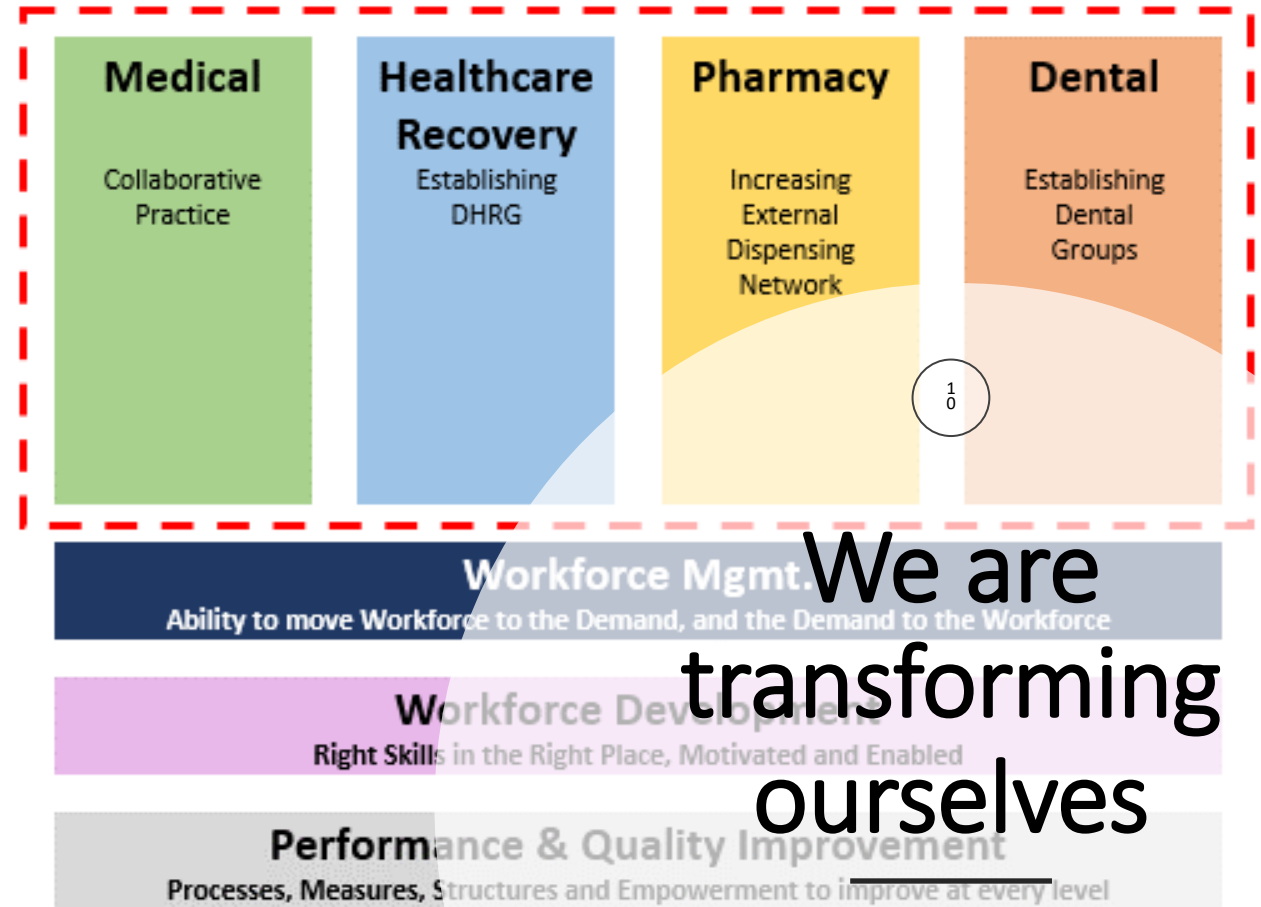 Medical
Collaborative
Practice
Healthcare
Recovery
Establishing
DHRG
Pharmacy
Increasing
External
Dispensing
Network
Dental
Establishing
Dental
Groups
1
0
Workforce Mgmt.
Ability to move Workforce to the Demand, and the Demand to the Workforce
Workforce Development
Right Skills in the Right Place, Motivated and Enabled
Performance & Quality Improvement
Processes, Measures, Structures and Empowerment to improve at every level
We are
transforming
ourselves